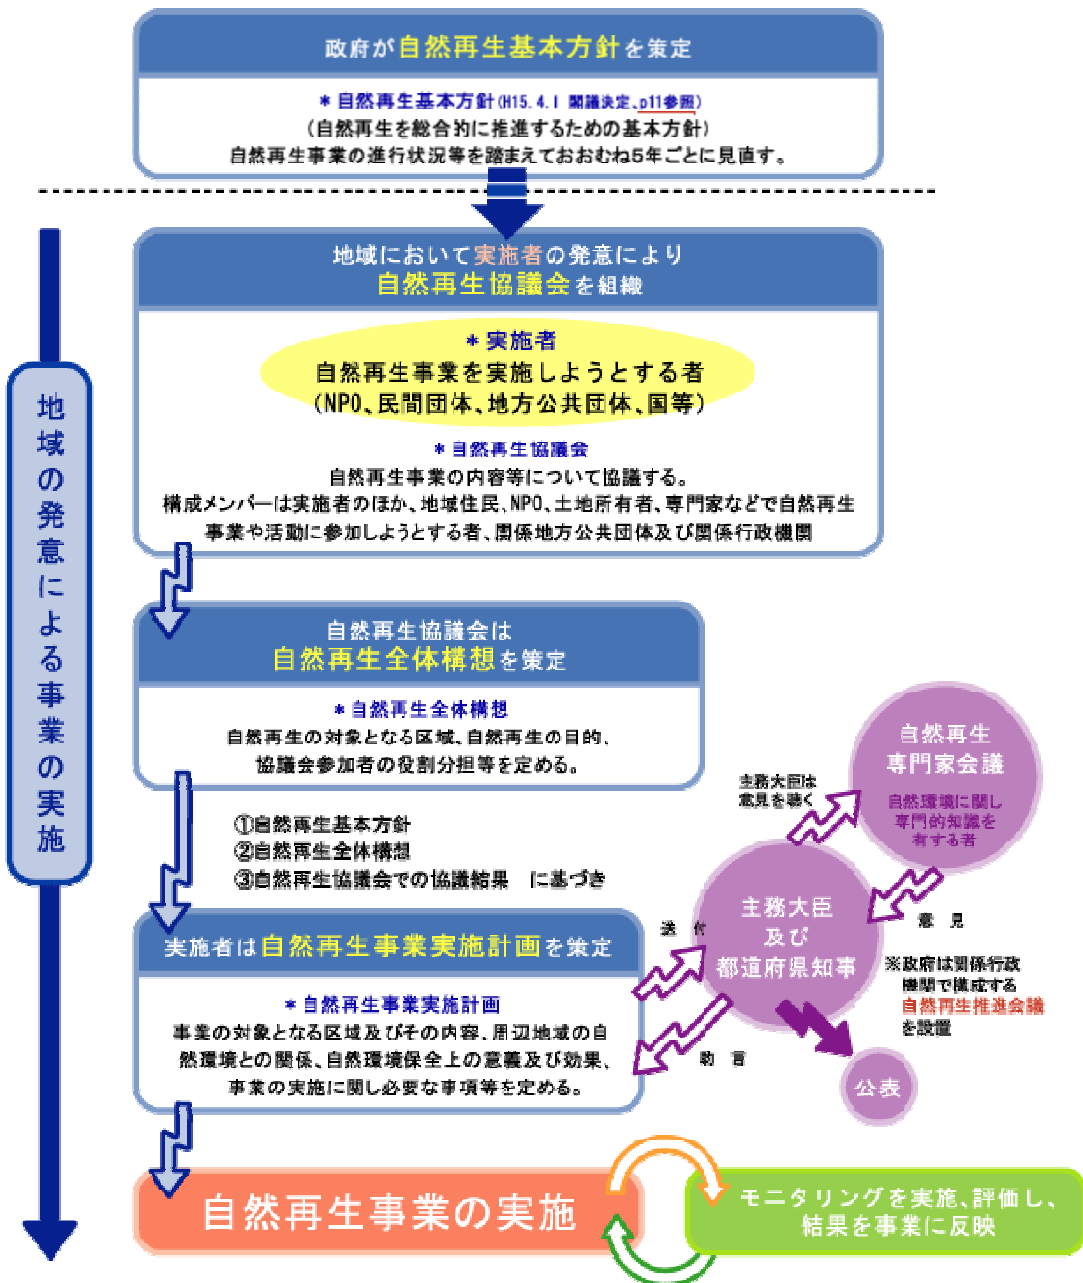 政府が自然再生基本方針を策定
＊自然再生基本方針(H15.4.1 閣議決定、p11参照)
(自然再生を総合的に推進するための基本方針)
自然再生事業の進行状況等を踏まえておおむね5年ごとに見直す。
地域の発意による事業の実施
地域において実施者の発意により
自然再生協議会を組織
＊実施者
自然再生事業を実施しようとする者
(NPO、民間団体、地方公共団体、国等)
＊自然再生協議会
自然再生事業の内容等について協議する。
構成メンバーは実施者のほか、地域住民、NPO、土地所有者、専門家などで自然再生
事業や活動に参加しようとする者、関係地方公共団体及び関係行政機関
自然再生協議会は
自然再生全体構想を策定
＊自然再生全体構想
自然再生の対象となる区域、自然再生の目的、
協議会参加者の役割分担等を定める。
①自然再生基本方針
②自然再生全体構想
③自然再生協議会での協議結果 に基づき
実施者は自然再生事業実施計画を策定
＊自然再生事業実施計画
事業の対象となる区域及びその内容、周辺地域の自
然環境との関係、自然環境保全上の意義及び効果、
事業の実施に関し必要な事項等を定める。
自然再生
専門家会議
自然環境に関し
専門的知識を
有する者
主務大臣は
意見を聴く
意 見
主務大臣
及び
都道府県知事
送 付
助 言
※政府は関係行政
機関で構成する
自然再生推進会議
を設置
公表
自然再生事業の実施
モニタリングを実施、評価し、
結果を事業に反映